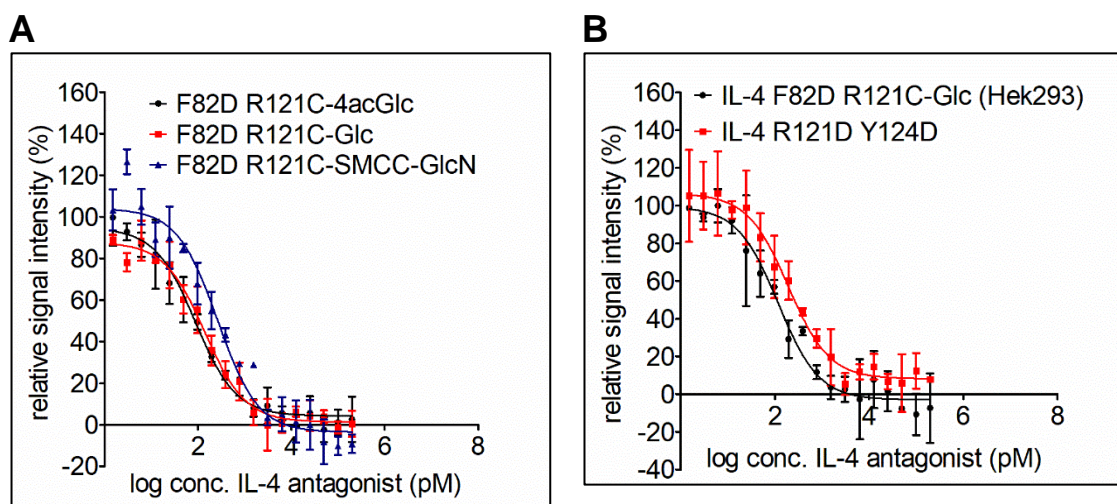 A
160
140
120
100
80
60
40
20
0
-20
relative signal intensity (%)
F82D R121C-4acGlc
F82D R121C-Glc
F82D R121C-SMCC-GlcN
2
4
6
8
log conc. IL-4 antagonist (pM)
B
160
140
120
100
80
60
40
20
0
-20
-40
relative signal intensity (%)
IL-4 F82D R121C-Glc (Hek293)
IL-4 R121D Y124D
2
4
6
8
log conc. IL-4 antagonist (pM)